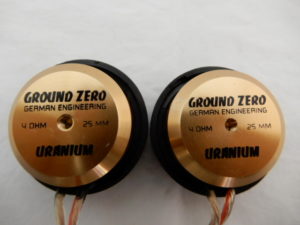 GROUND ZERO
GERMAN ENGINEERING
4 OHM 25 MM
URANIUM
GROUND ZERO
GERMAN ENGINEERING
4 OHM 25 MM
URANIUM